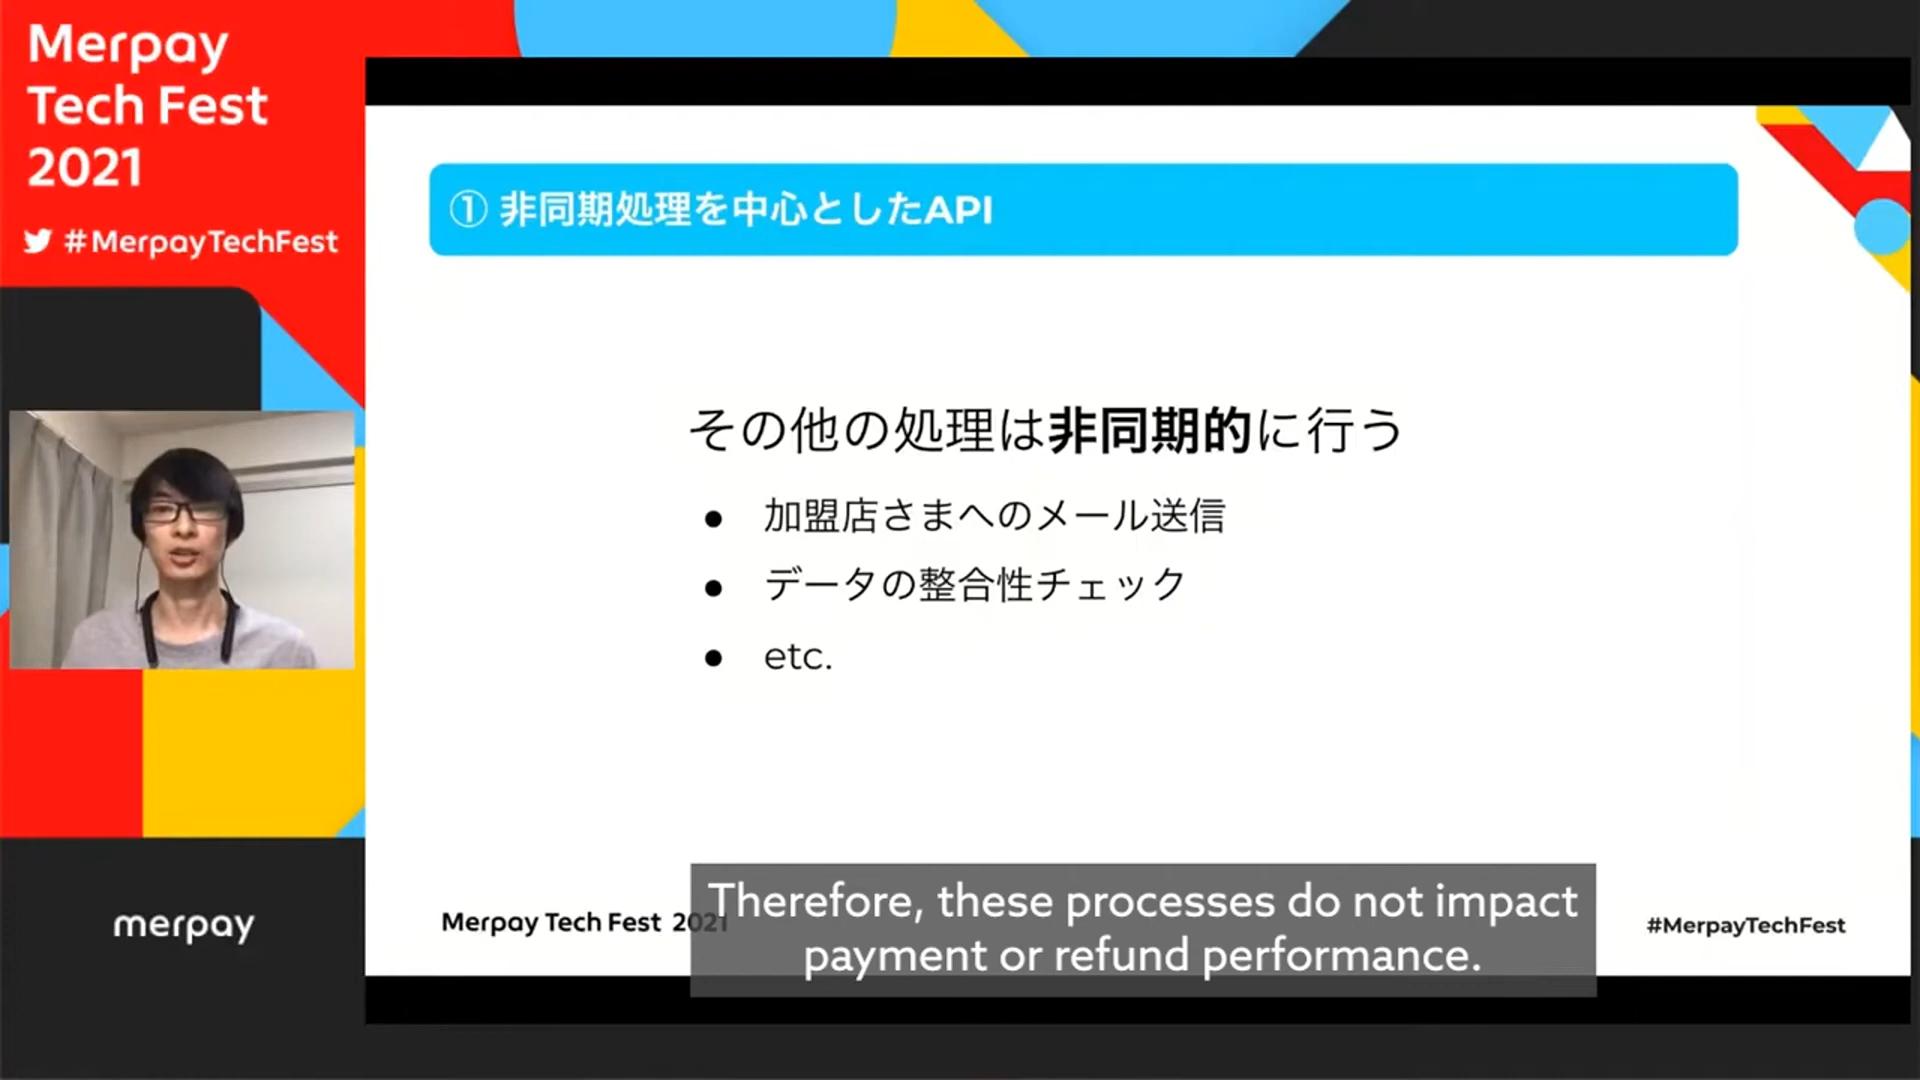 Merpay
Tech Fest
2021
#MerpayTechFest
① 非同期処理を中心としたAPI
その他の処理は非同期的に行う
● 加盟店さまへのメール送信
● データの整合性チェック
● etc.
merpay
Merpay Tech Fest 2021
Therefore, these processes do not impact
payment or refund performance.
#MerpayTechFest